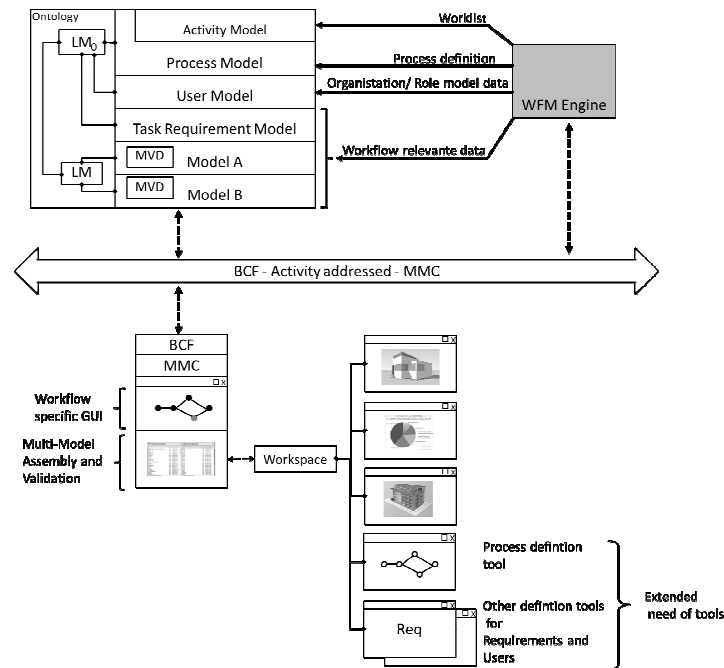 Ontology
Activity Model
LM0
Process Model
User Model
Task Requirement Model
MVD
Model A
LM
MVD
Model B
Worklist
Process definition
Organistation/ Role model data
WFM Engine
Workflow relevante data
BCF - Activity addressed - MMC
BCF
MMC
Workflow
specific GUI
Multi-Model
Assembly and
Validation
Workspace
Process defintion
tool
Req
Other defintion tools
for
Requirements and
Users
Extended
need of tools